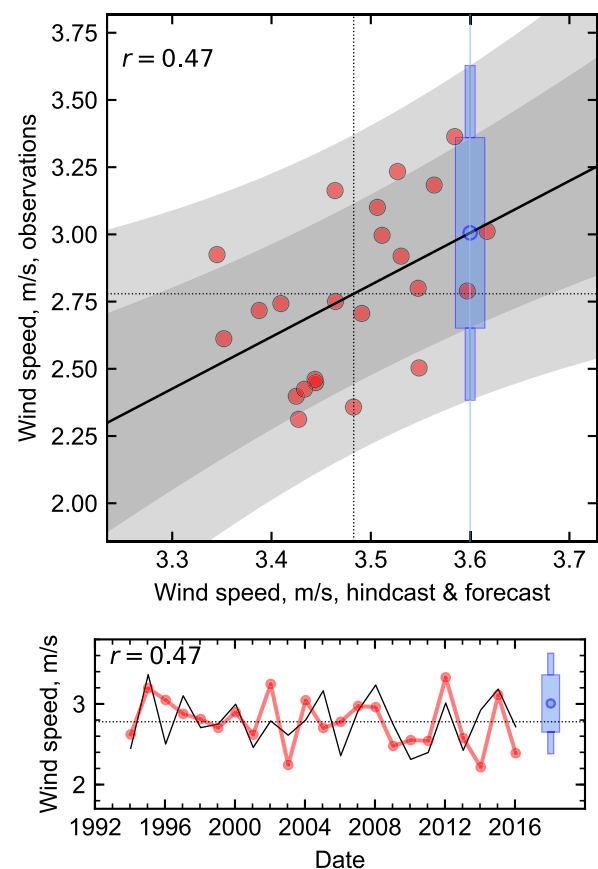 r = 0.47
3.75
3.50
3.25
3.00
2.75
2.50
2.25
2.00
Wind speed, m/s, observations
3.3 3.4 3.5 3.6 3.7
Wind speed, m/s, hindcast & forecast
r = 0.47
3
2
Wind speed, m/s
1992 1996 2000 2004 2008 2012 2016
Date